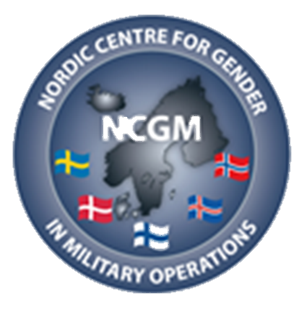 NORDIC CENTRE FOR GENDER
NCGM
IN MILITARY OPERATIONS